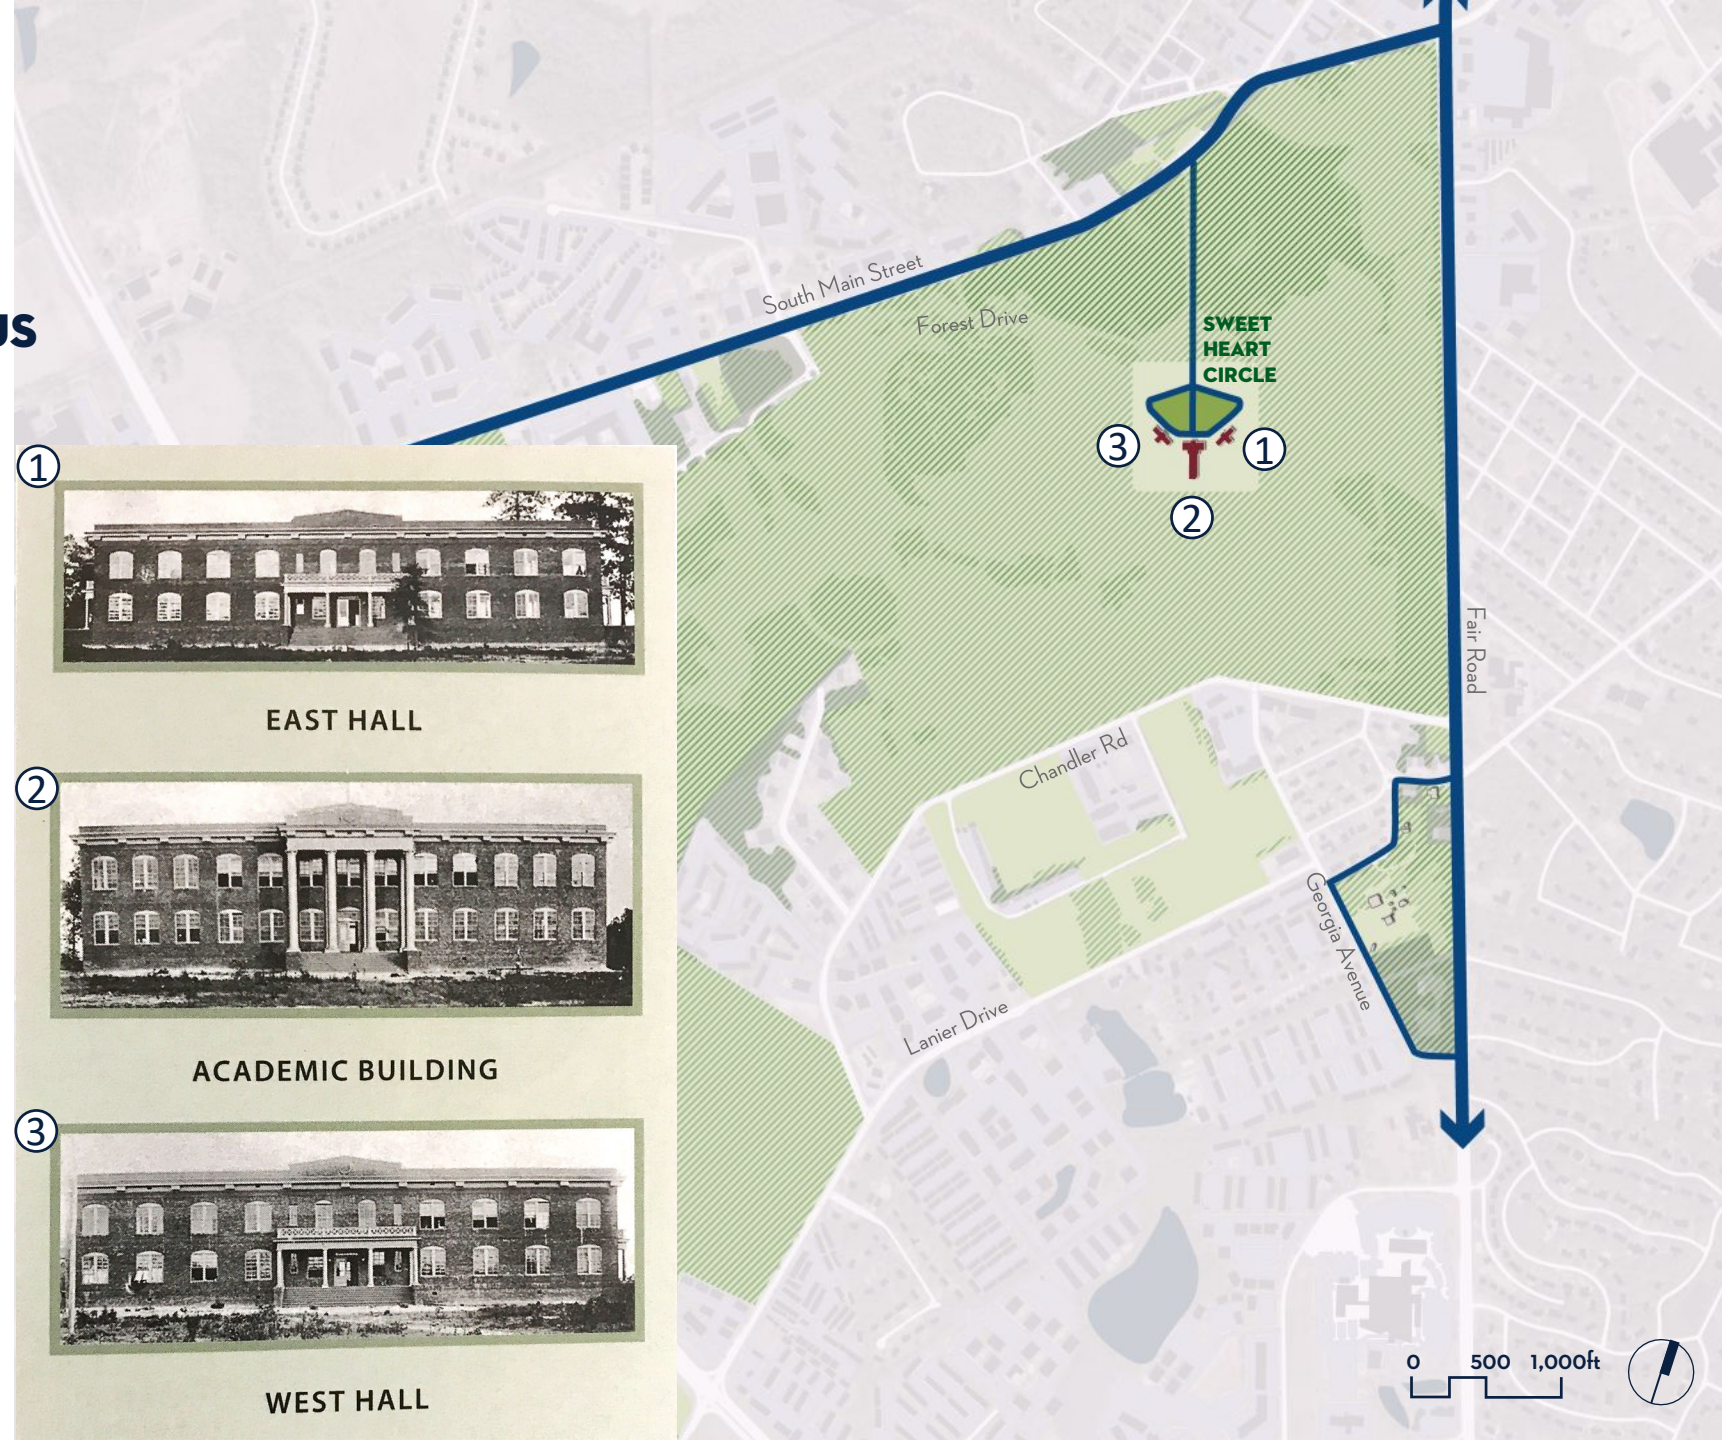 US
South Main Street
Forest Drive
SWEET
HEART
CIRCLE
3
1
2
Fair Road
Chandler Rd
Georgia Avenue
Lanier Drive
1
EAST HALL
2
ACADEMIC BUILDING
3
WEST HALL
0 500 1,000ft